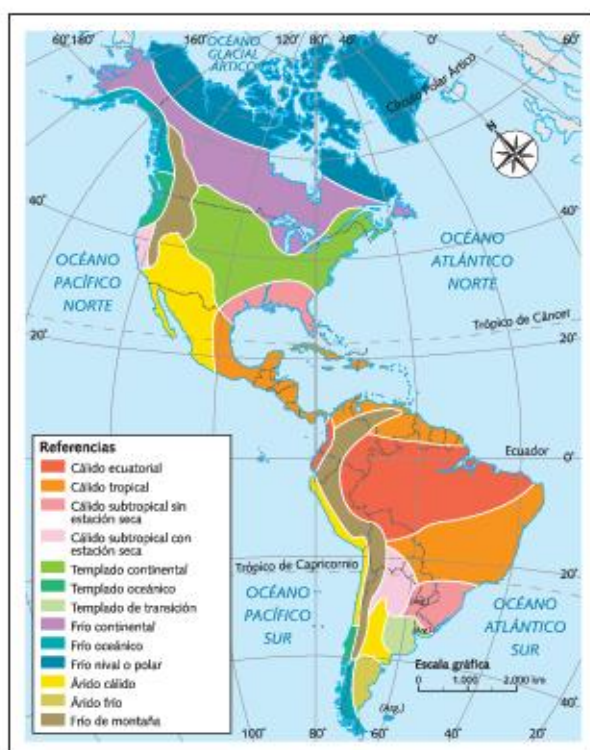 60° 180° 160° OCÉANO GLACIAL ÁRTICO 120° 80° 40° 0° 60°
Círculo Polar Ártico
N
40° 40°
OCÉANO
PACÍFICO
NORTE
OCÉANO
ATLÁNTICO
NORTE
Trópico de Câncer
20° 20°
Referencias
Cálido ecuatorial
Cálido tropical
Cálido subtropical sin
estación seca
Cálido subtropical con
estación seca
Templado continental
Templado oceánico
Templado de transición
Frío continental
Frío oceánico
Frío nival o polar
Árido cálido
Árido frío
Frío de montaña
Ecuador
0° 0°
Trópico de Capricornio
20°
OCÉANO
PACÍFICO
SUR
OCÉANO
ATLÁNTICO
SUR
Escala gráfica
0 1.000 2.000 km
(Arg.)
40°
100° 80° 60° 40° 20°